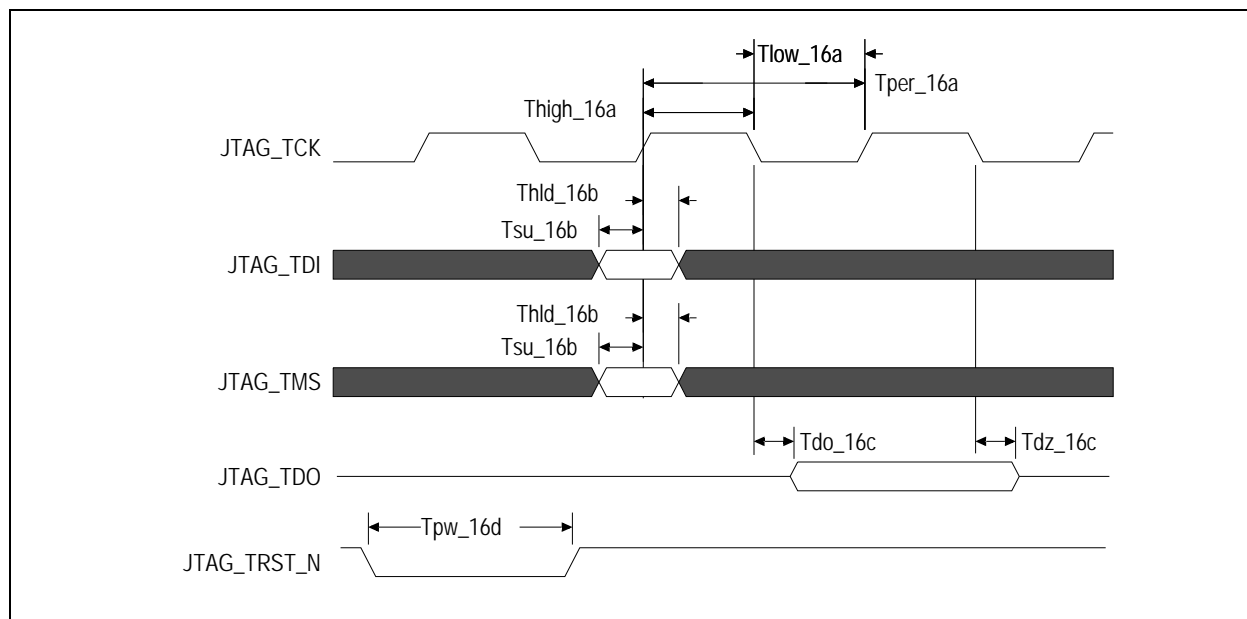 Tlow_16a
Tper_16a
Thigh_16a
JTAG_TCK
Thld_16b
Tsu_16b
JTAG_TDI
Thld_16b
Tsu_16b
JTAG_TMS
Tdo_16c
Tdz_16c
JTAG_TDO
Tpw_16d
JTAG_TRST_N